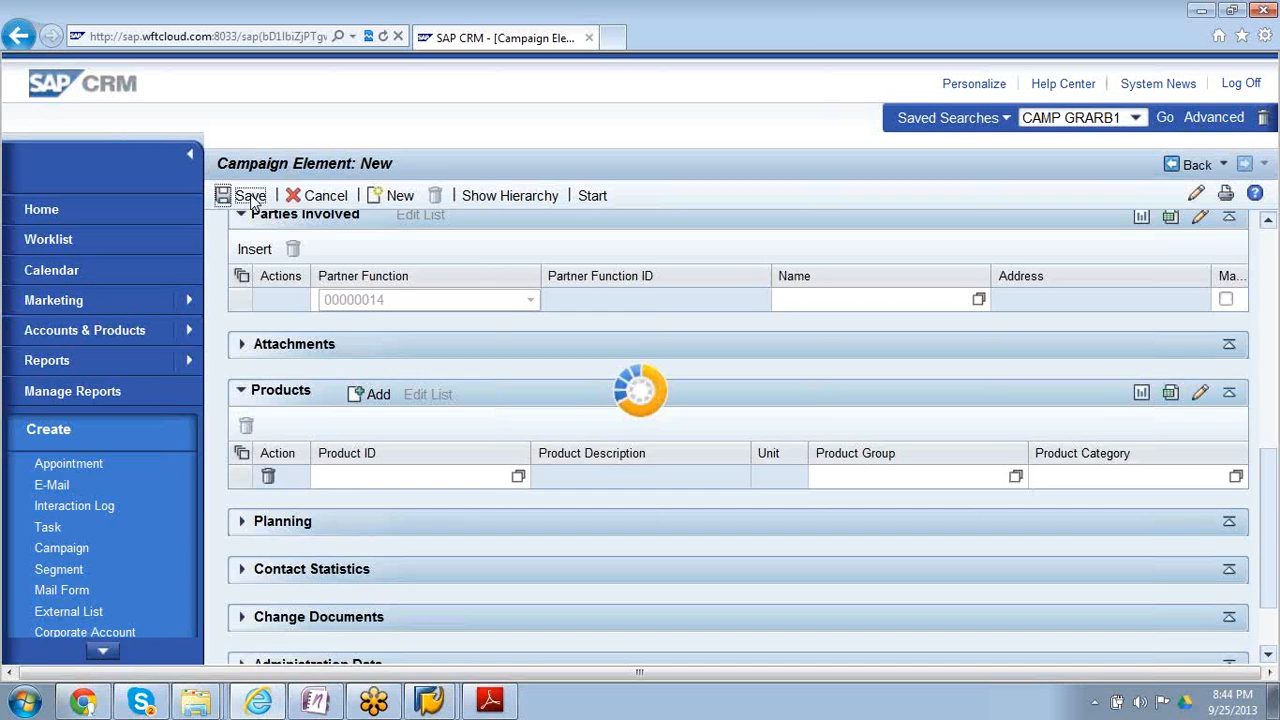 http://sap.wftcloud.com:8033/sap(bD1lbiZjPTgw
SAP CRM - [Campaign Ele...
SAP CRM
Personalize | Help Center | System News | Log Off
Saved Searches CAMP GRARB1 Go Advanced
Campaign Element: New
Back
Save | Cancel | New Show Hierarchy | Start
Home
Worklist
Calendar
Marketing
Accounts & Products
Reports
Manage Reports
Create
Appointment
E-Mail
Interaction Log
Task
Campaign
Segment
Mail Form
External List
Corporate Account
Parties Involved Edit List
Insert
Actions Partner Function Partner Function ID Name Address Ma...
00000014
Attachments
Products Add Edit List
Action Product ID Product Description Unit Product Group Product Category
Planning
Contact Statistics
Change Documents
Administration Data
8:44 PM
9/25/2013